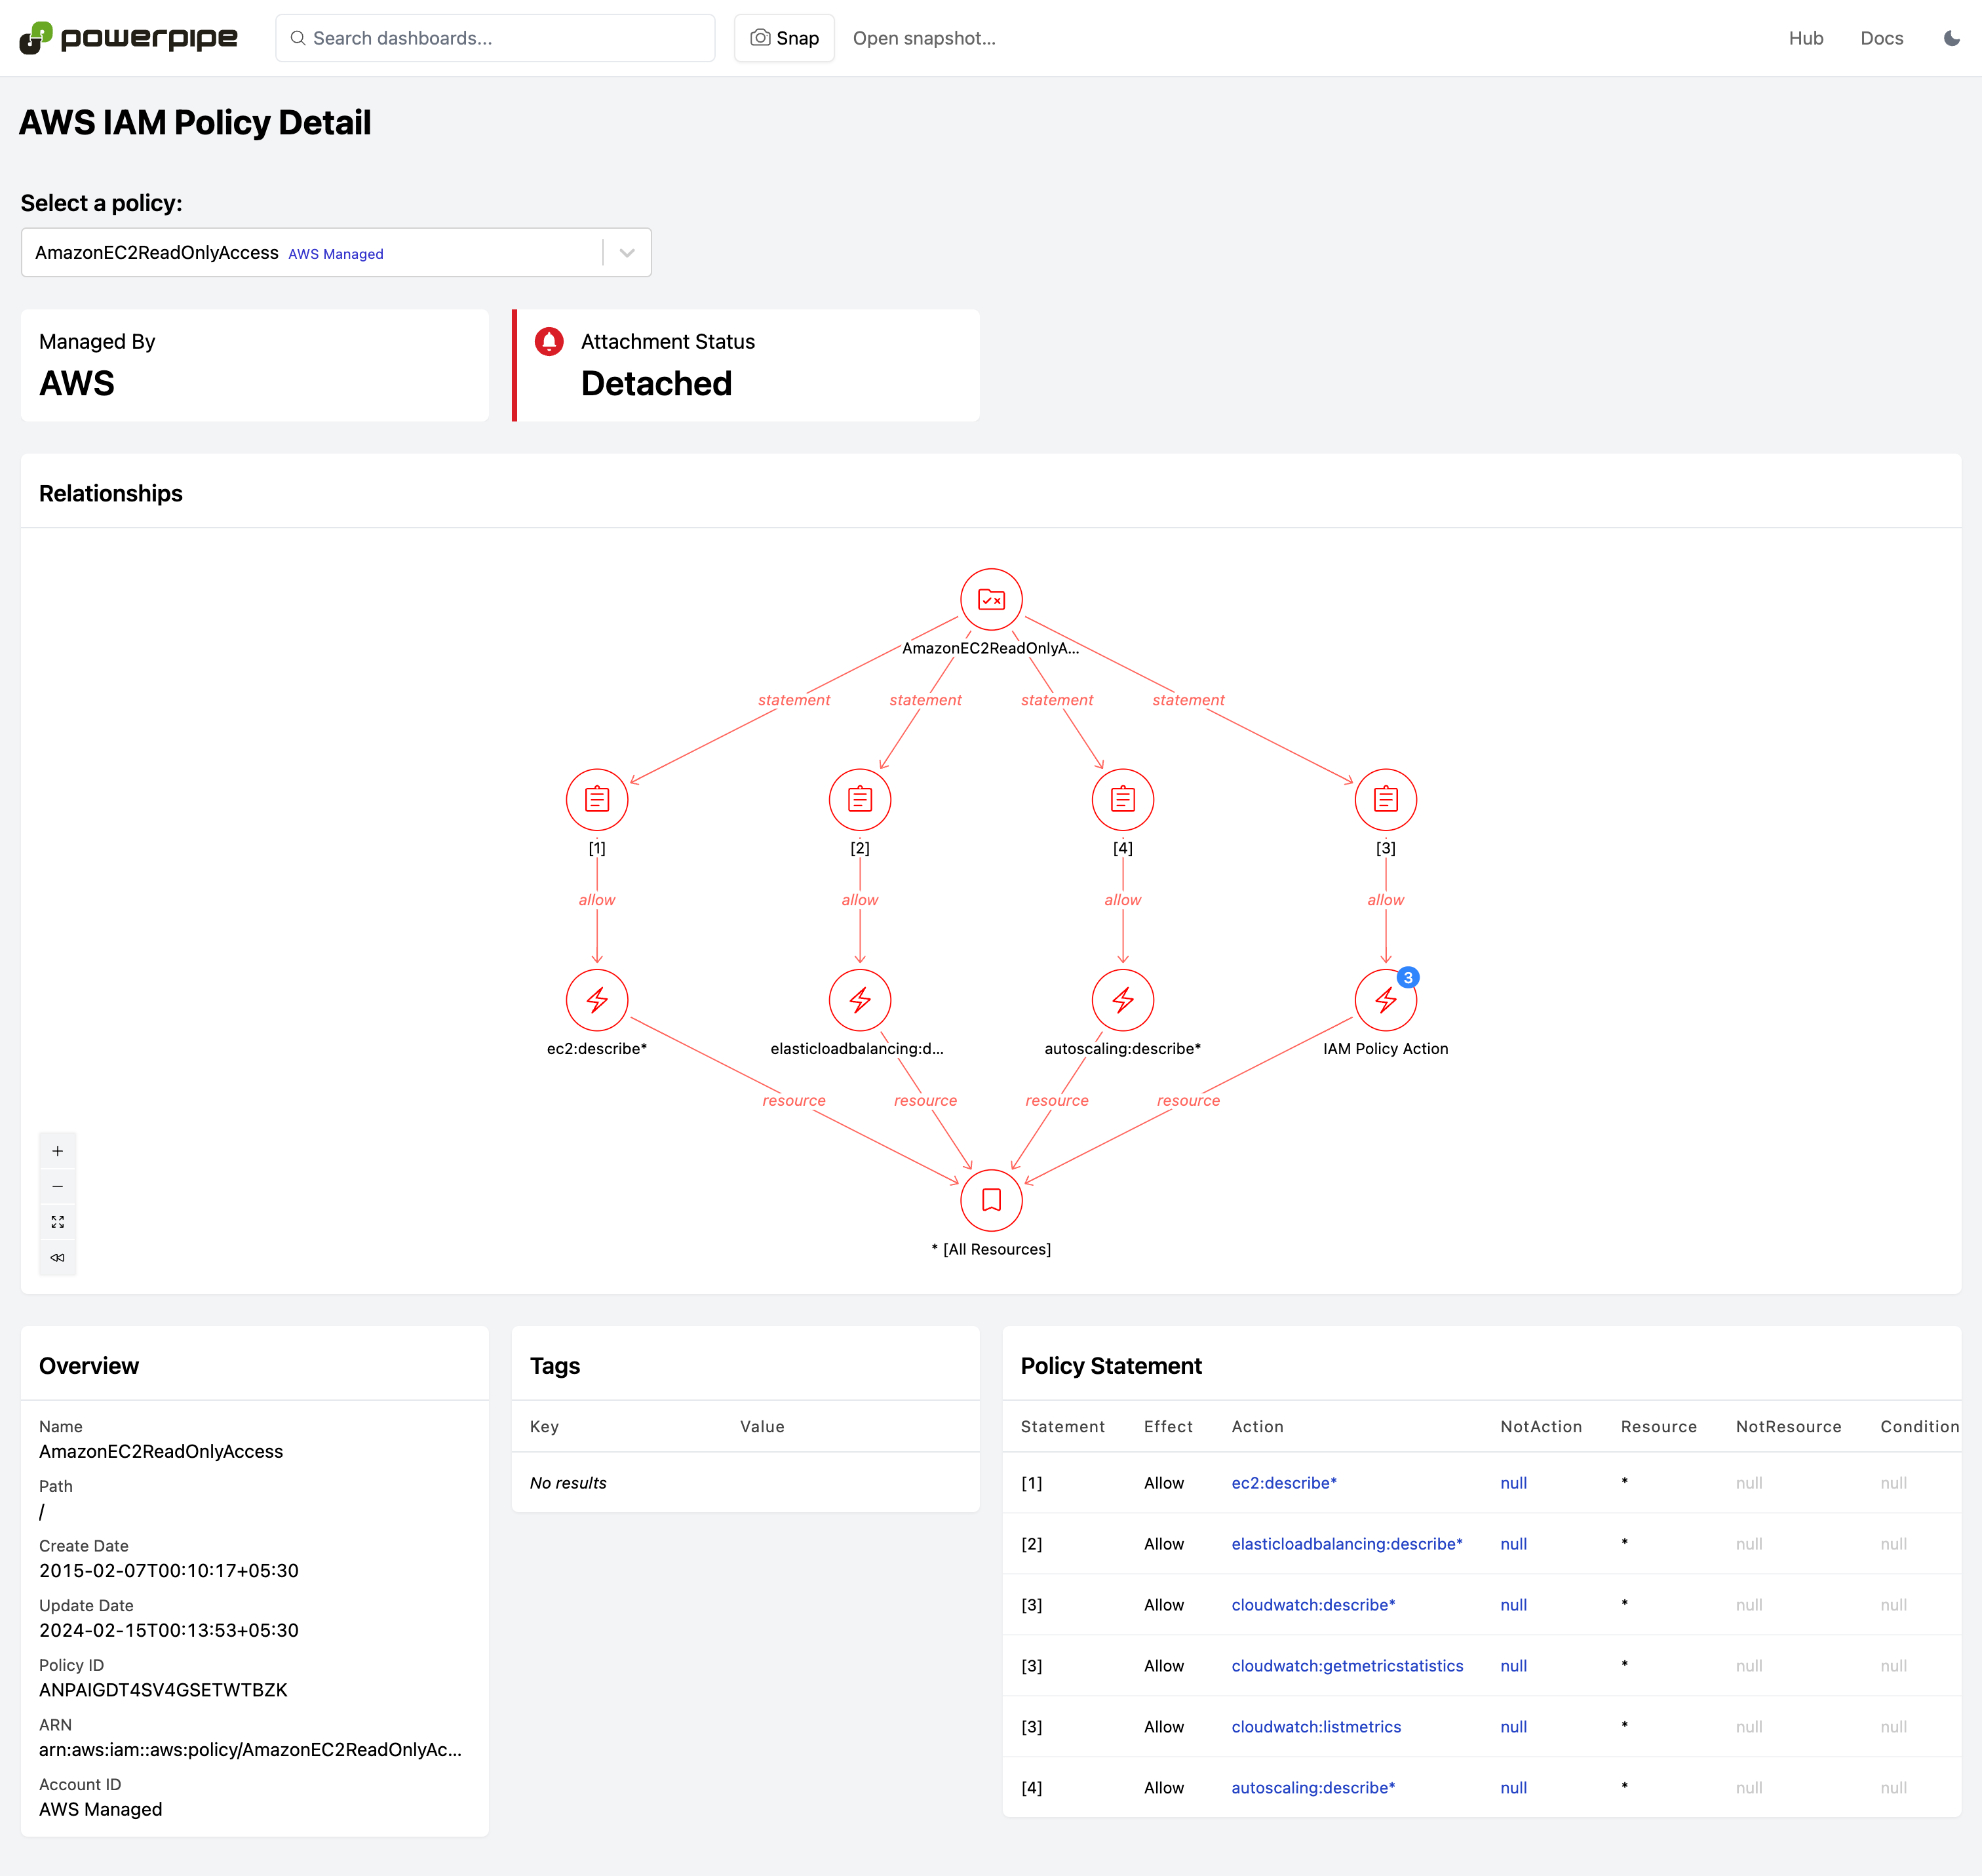 powerpipe
Search dashboards...
Snap
Open snapshot...
Hub
Docs
AWS IAM Policy Detail
Select a policy:
AmazonEC2ReadOnlyAccess AWS Managed
Managed By
AWS
Attachment Status
Detached
Relationships
AmazonEC2ReadOnlyA...
statement statement statement statement
[1] [2] [4] [3]
allow allow allow allow
3
ec2:describe* elasticloadbalancing:d... autoscaling:describe* IAM Policy Action
resource resource resource resource
* [All Resources]
Overview
Name
AmazonEC2ReadOnlyAccess
Path
/
Create Date
2015-02-07T00:10:17+05:30
Update Date
2024-02-15T00:13:53+05:30
Policy ID
ANPAIGDT4SV4GSETWTBZK
ARN
arn:aws:iam::aws:policy/AmazonEC2ReadOnlyAc...
Account ID
AWS Managed
Tags
Key Value
No results
Policy Statement
Statement Effect Action NotAction Resource NotResource Condition
[1] Allow ec2:describe* null * null null
[2] Allow elasticloadbalancing:describe* null * null null
[3] Allow cloudwatch:describe* null * null null
[3] Allow cloudwatch:getmetricstatistics null * null null
[3] Allow cloudwatch:listmetrics null * null null
[4] Allow autoscaling:describe* null * null null